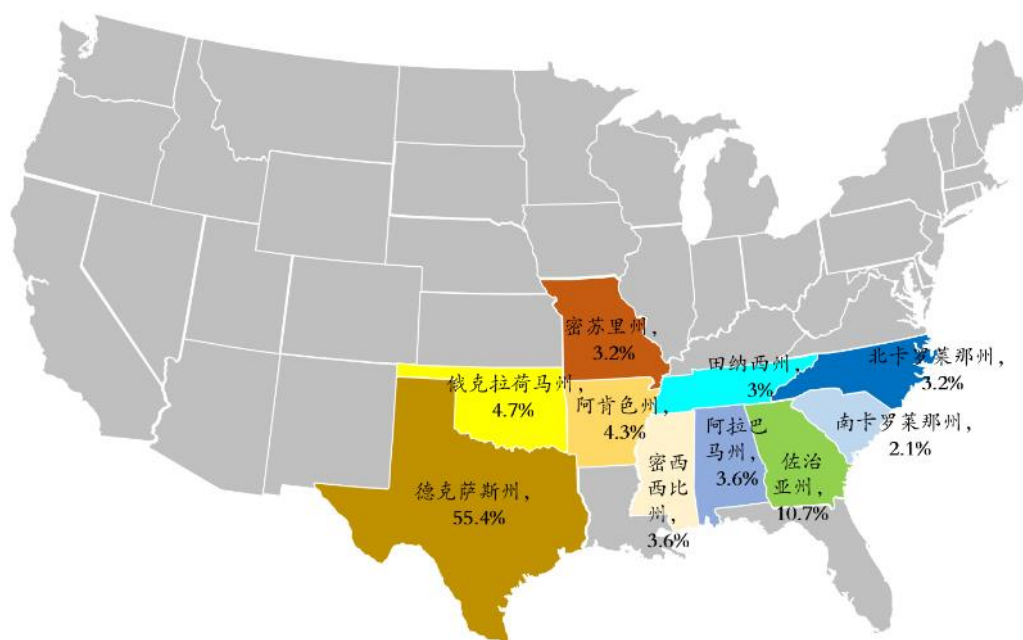 密苏里州，
3.2%
田纳西州，
3%
北卡罗莱那州，
3.2%
俄克拉荷马州，
4.7%
阿肯色州，
4.3%
阿拉巴
马州，
3.6%
南卡罗莱那州，
2.1%
密西
西比
州，
3.6%
佐治
亚州，
10.7%
德克萨斯州，
55.4%